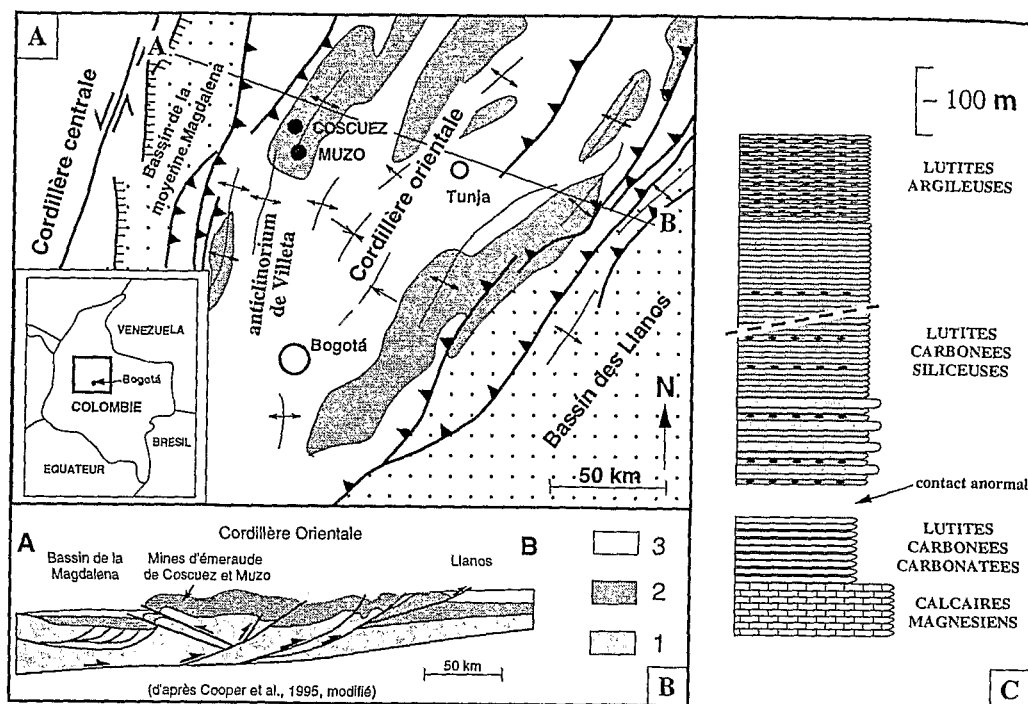 A
A
Cordillère centrale
Bassin de la
moyenne Magdalena
COSCUEZ
MUZO
Cordillère orientale
Tunja
B
anticlinorium
de Villeta
Bogotá
Bassin des Llanos
N
50 km
VENEZUELA
Bogotá
COLOMBIE
BRESIL
EQUATEUR
Cordillère Orientale
A
B
Bassin de la
Magdalena
Mines d'émeraude
de Coscuez et Muzo
Llanos
3
2
1
50 km
(d'après Cooper et al., 1995, modifié)
B
~ 100 m
LUTITES
ARGILEUSES
LUTITES
CARBONEES
SILICEUSES
contact anormal
LUTITES
CARBONEES
CARBONATEES
CALCAIRES
MAGNESIENS
C